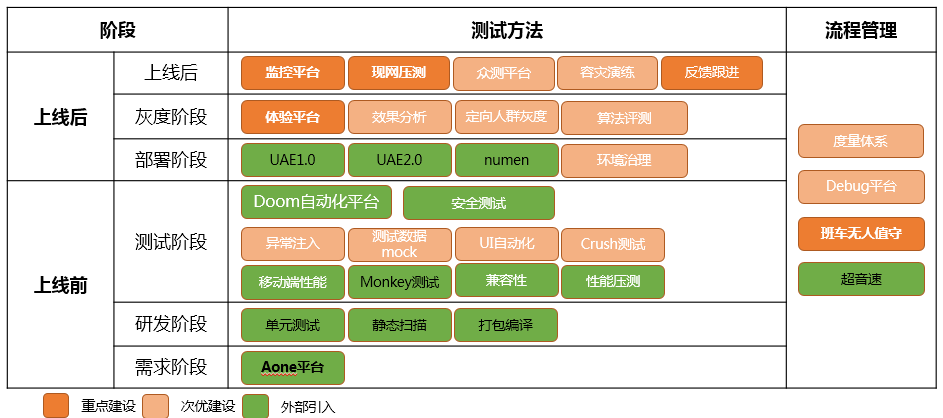 阶段
测试方法
流程管理
上线后
上线后
监控平台
现网压测
众测平台
容灾演练
反馈跟进
灰度阶段
体验平台
效果分析
定向人群灰度
算法评测
部署阶段
UAE1.0
UAE2.0
numen
环境治理
上线前
测试阶段
Doom自动化平台
安全测试
异常注入
测试数据
mock
UI自动化
Crush测试
移动端性能
Monkey测试
兼容性
性能压测
研发阶段
单元测试
静态扫描
打包编译
需求阶段
Aone平台
度量体系
Debug平台
班车无人值守
超音速
重点建设
次优建设
外部引入